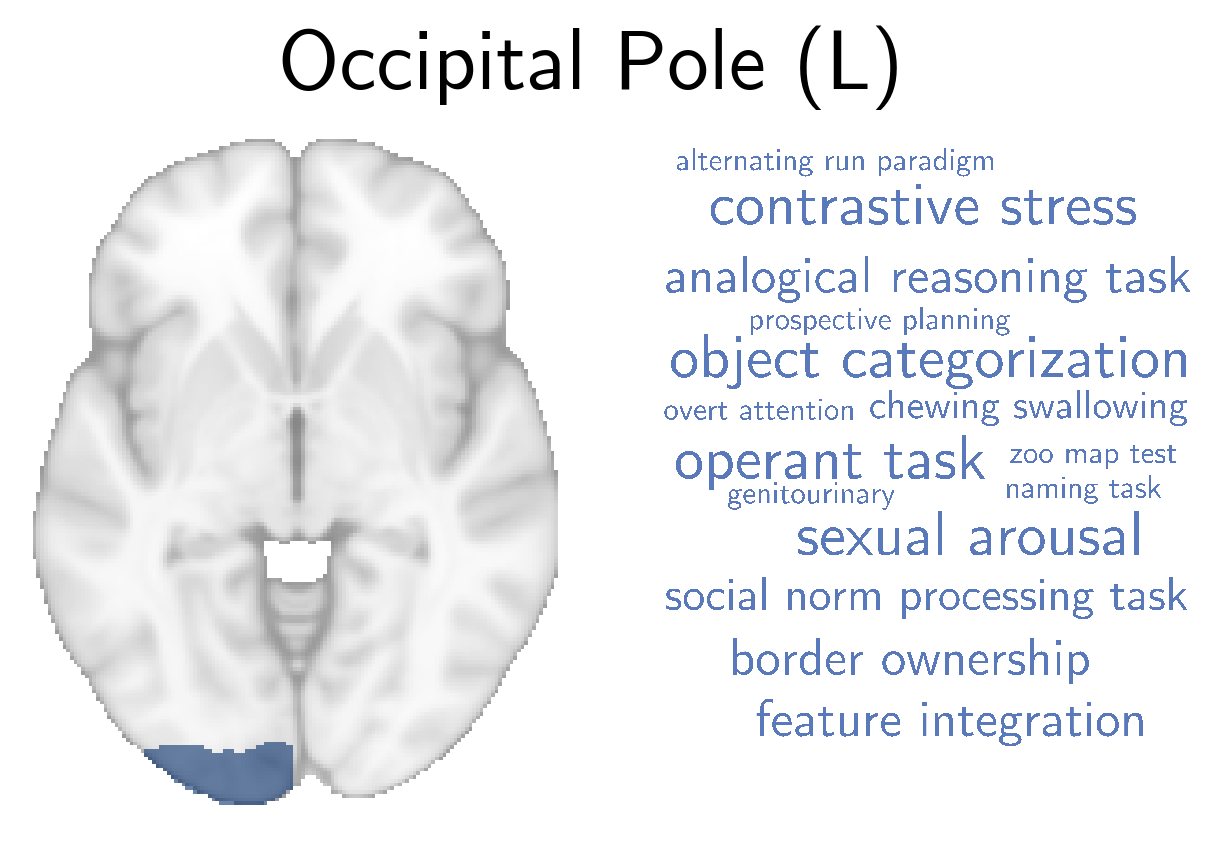 Occipital Pole (L)
alternating run paradigm
contrastive stress
analogical reasoning task
prospective planning
object categorization
overt attention chewing swallowing
operant task zoo map test
genitourinary naming task
sexual arousal
social norm processing task
border ownership
feature integration